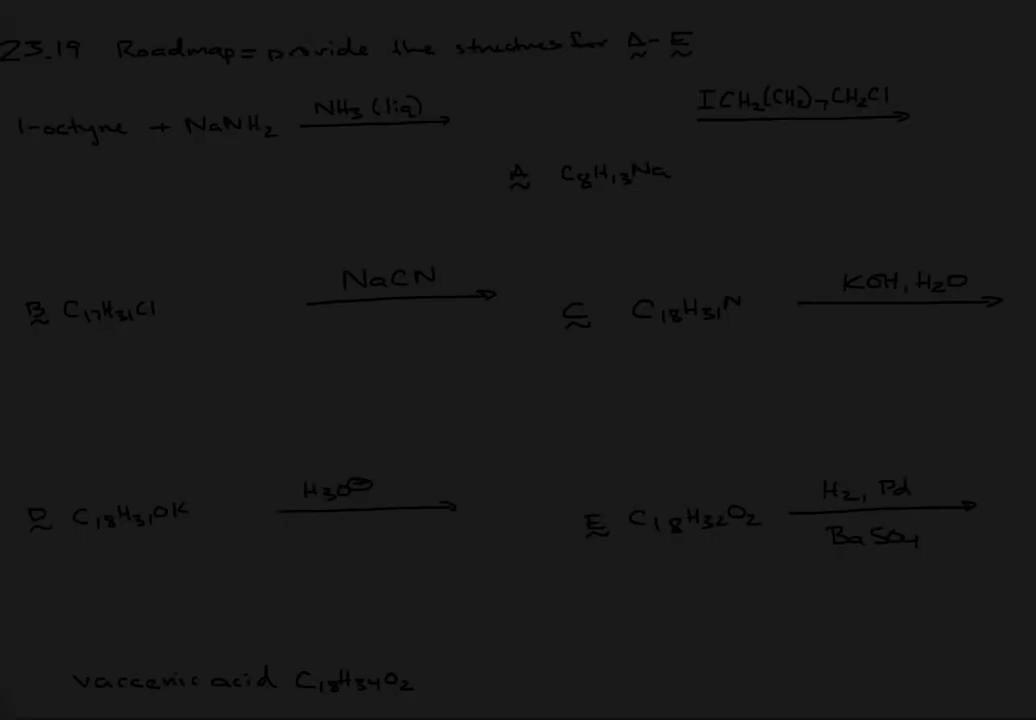 23.19 Roadmap = provide the structures for A - E
1-octyne + NaNH2 NH3 (liq) ICH2(CH2)7CH2Cl
A C8H13Na
B C17H31Cl NaCN C C18H31N KOH, H2O
D C18H31OK H3O⊕ E C18H32O2 H2, Pd
BaSO4
vaccenic acid C18H34O2